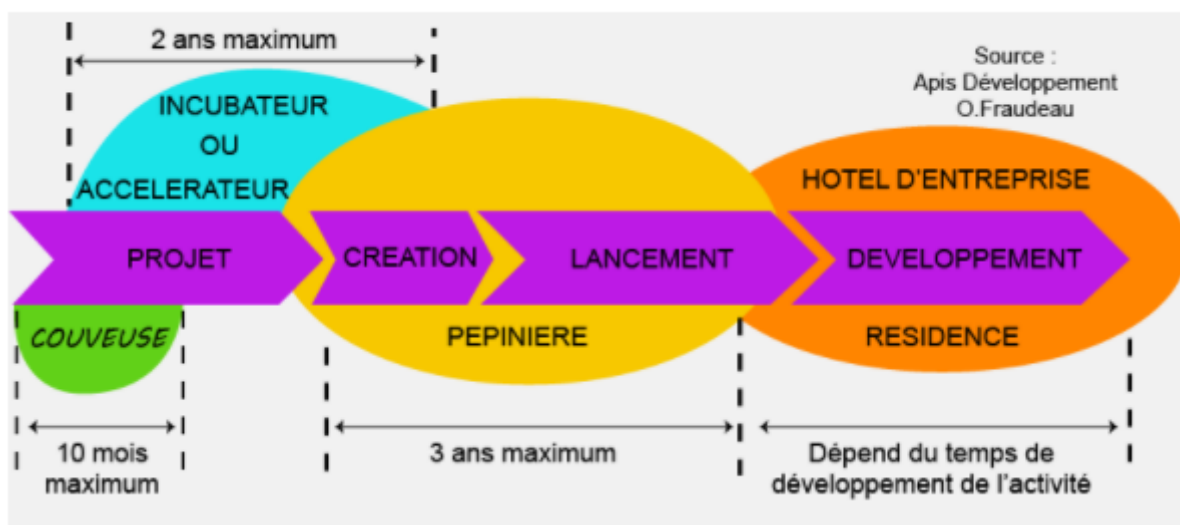 2 ans maximum
Source :
Apis Développement
O.Fraudeau
INCUBATEUR
OU
ACCELERATEUR
HOTEL D'ENTREPRISE
PROJET
CREATION
LANCEMENT
DEVELOPPEMENT
COUVEUSE
PEPINIERE
RESIDENCE
10 mois
maximum
3 ans maximum
Dépend du temps de
développement de l'activité